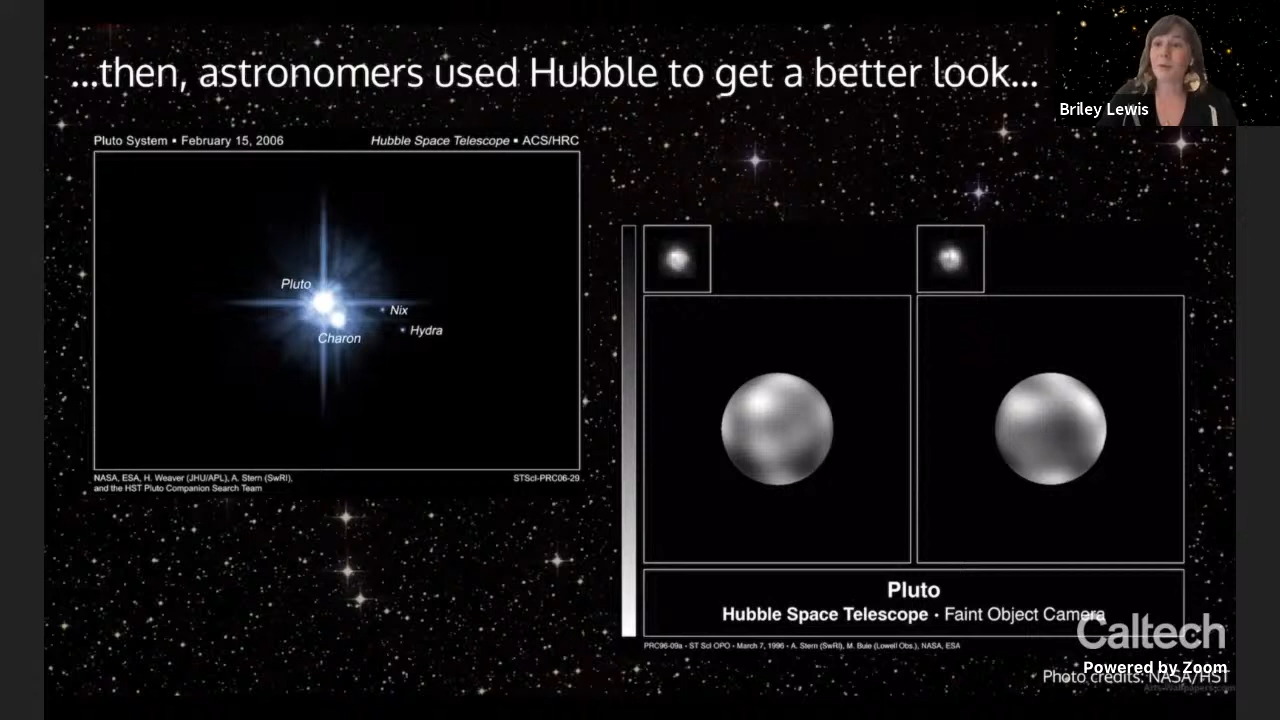 ...then, astronomers used Hubble to get a better look...
Briley Lewis
Pluto System ▪ February 15, 2006
Hubble Space Telescope ▪ ACS/HRC
Pluto
Nix
Hydra
Charon
NASA, ESA, H. Weaver (JHU/APL), A. Stern (SwRI),
and the HST Pluto Companion Search Team
STScI-PRC06-29
Pluto
Hubble Space Telescope • Faint Object Camera
PRC96-09a • ST ScI OPO • March 7, 1996 • A. Stern (SwRI), M. Buie (Lowell Obs.), NASA, ESA
Caltech
Powered by Zoom
Photo credits: NASA/HST